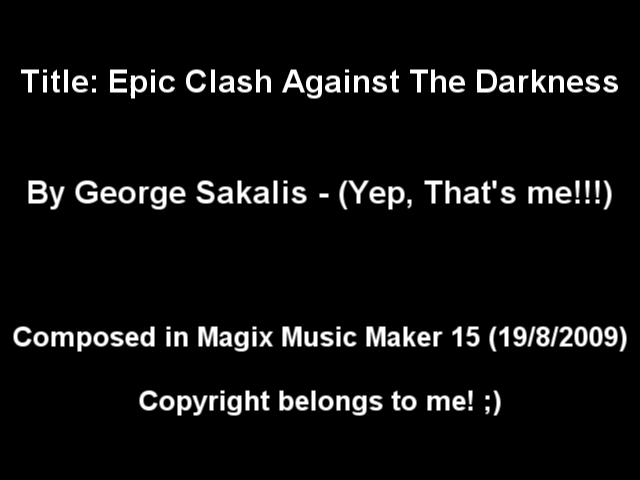 Title: Epic Clash Against The Darkness
By George Sakalis - (Yep, That's me!!!)
Composed in Magix Music Maker 15 (19/8/2009)
Copyright belongs to me! ;)